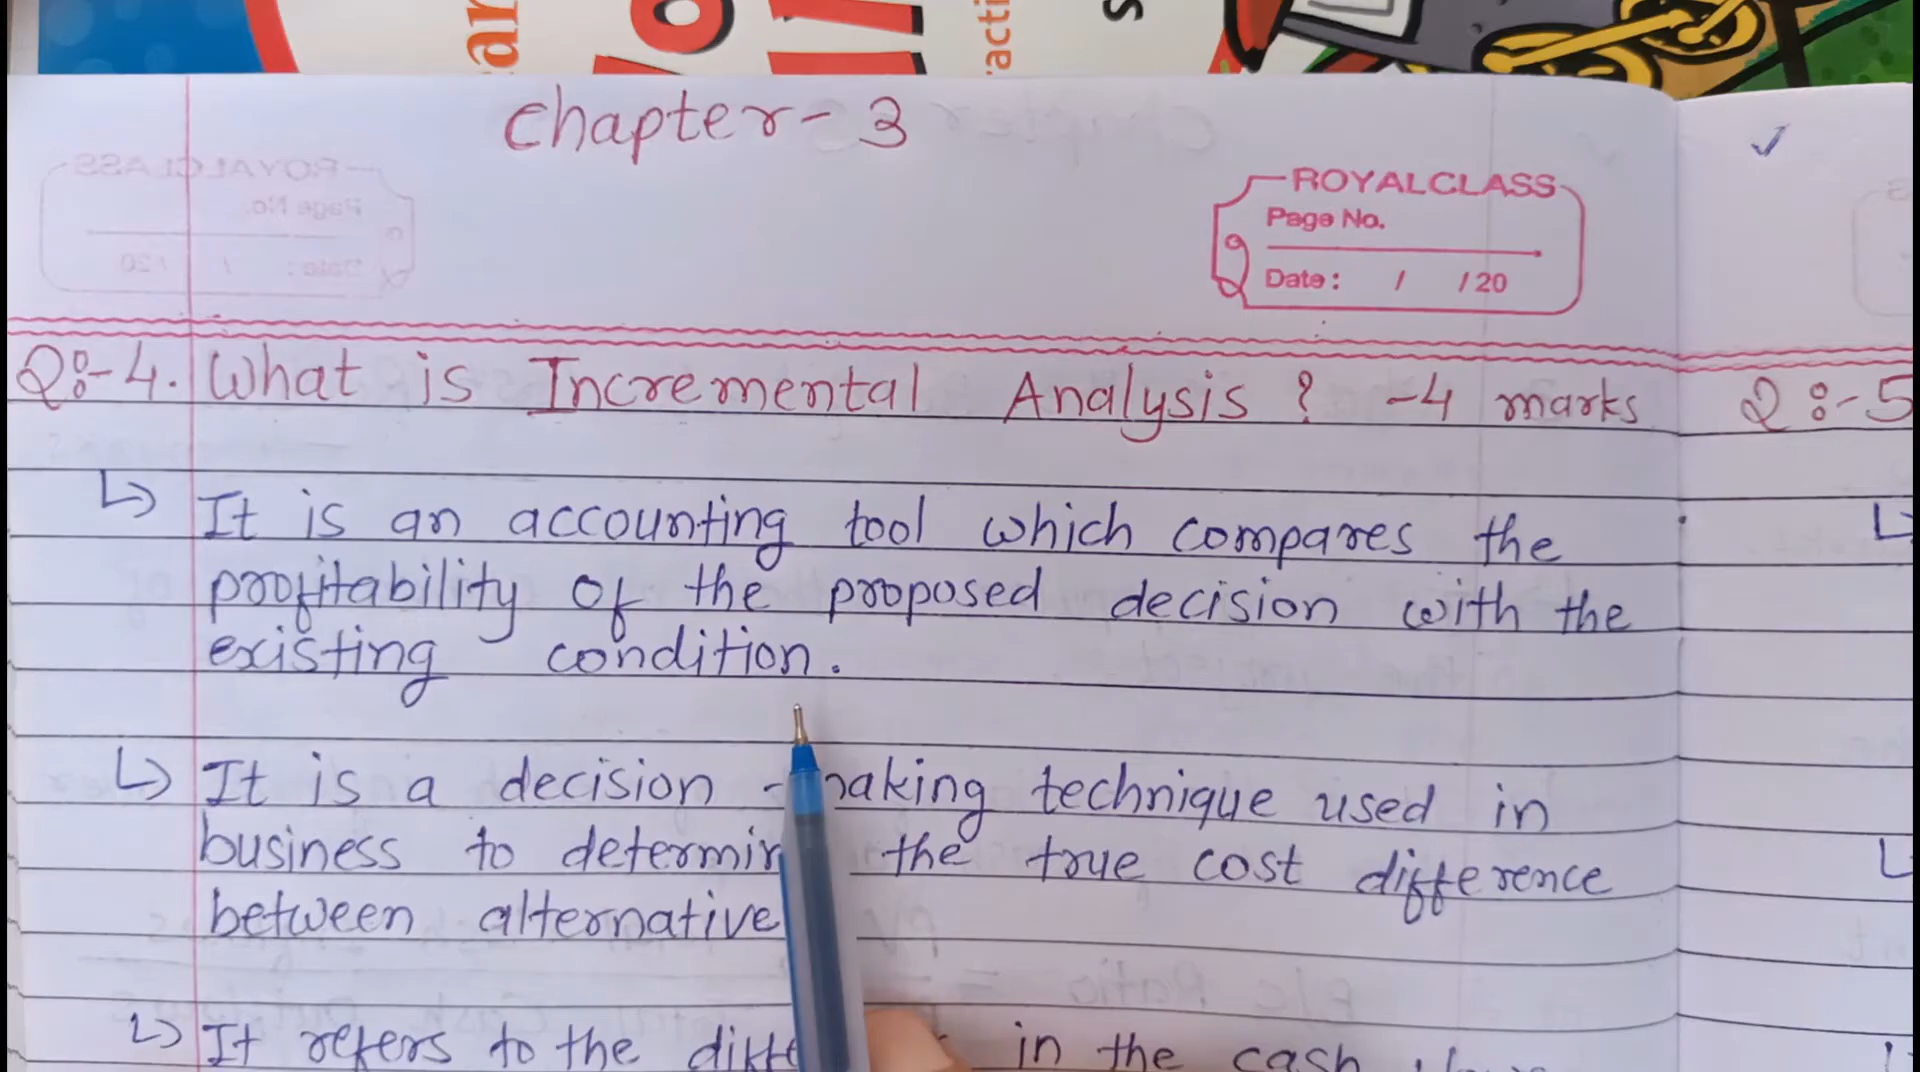 Chapter-3
ROYALCLASS
Page No.
Date: / /20
Q:-4. What is Incremental Analysis? -4 marks
Q:-5
↳ It is an accounting tool which compares the
profitability of the proposed decision with the
existing condition.
↳ It is a decision - making technique used in
business to determine the true cost difference
between alternative
↳ It refers to the in the cash